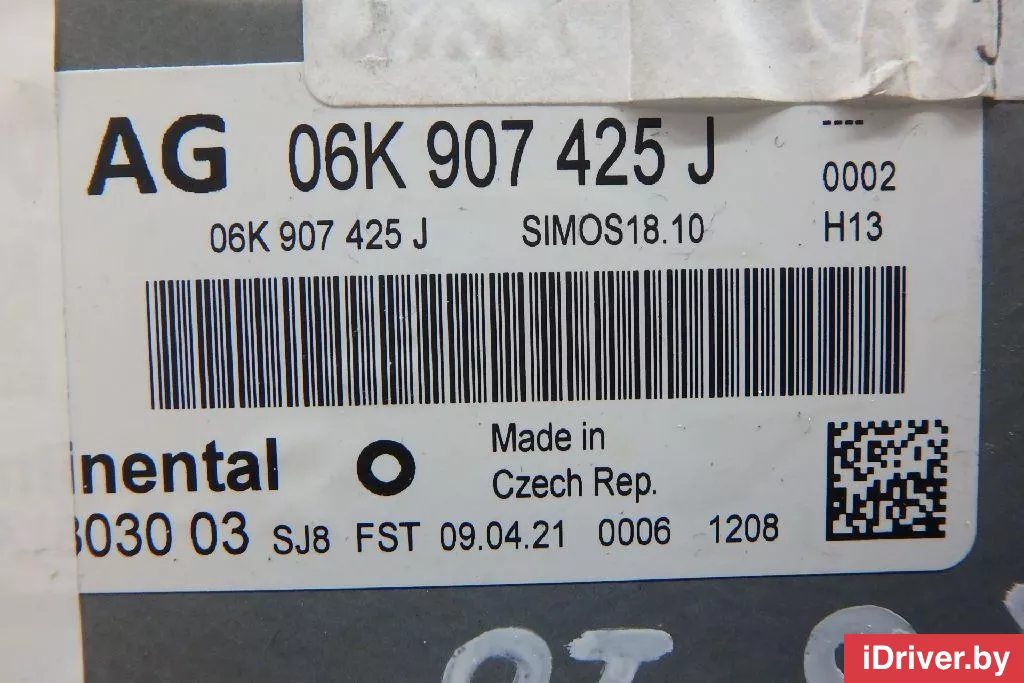 AG 06K 907 425 J ----
0002
06K 907 425 J SIMOS18.10 H13
inental Made in
Czech Rep.
3030 03 SJ8 FST 09.04.21 0006 1208
iDriver.by